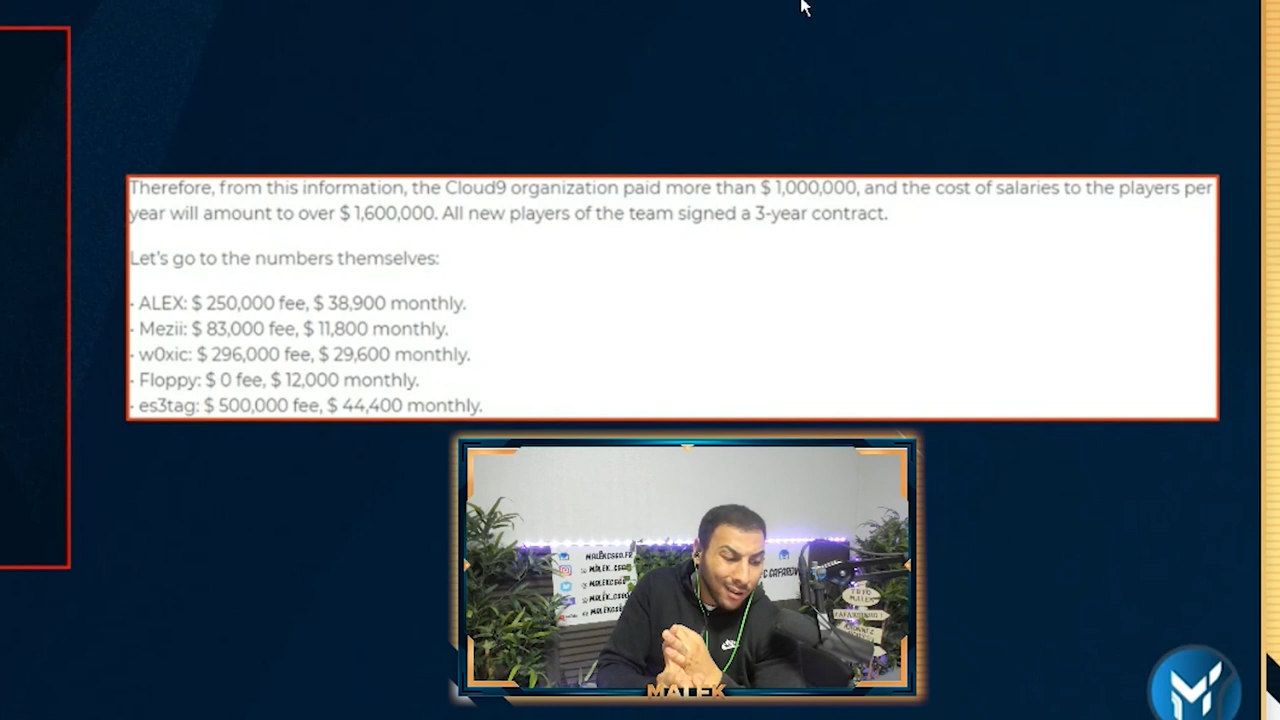 Therefore, from this information, the Cloud9 organization paid more than $ 1,000,000, and the cost of salaries to the players per
year will amount to over $ 1,600,000. All new players of the team signed a 3-year contract.
Let's go to the numbers themselves:
· ALEX: $ 250,000 fee, $ 38,900 monthly.
· Mezii: $ 83,000 fee, $ 11,800 monthly.
· w0xic: $ 296,000 fee, $ 29,600 monthly.
· Floppy: $ 0 fee, $ 12,000 monthly.
· es3tag: $ 500,000 fee, $ 44,400 monthly.
MALEKCSGO.FR
MALEK